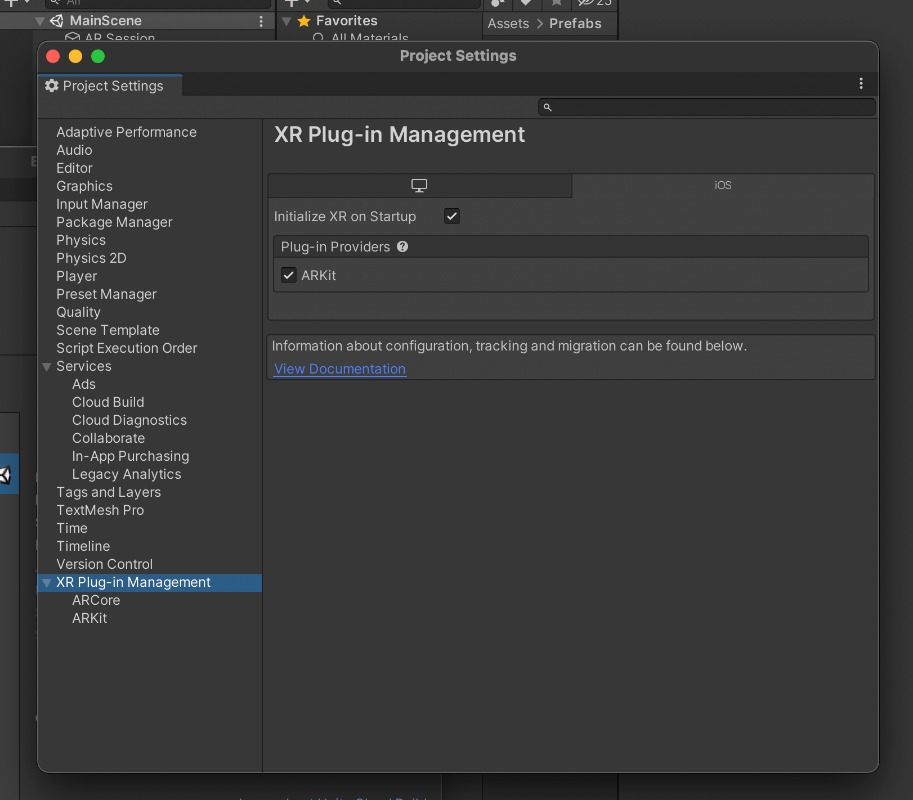 All
MainScene
Favorites
25
AR Session
All Materials
Assets > Prefabs
Project Settings
Project Settings
Adaptive Performance
Audio
Editor
Graphics
Input Manager
Package Manager
Physics
Physics 2D
Player
Preset Manager
Quality
Scene Template
Script Execution Order
Services
Ads
Cloud Build
Cloud Diagnostics
Collaborate
In-App Purchasing
Legacy Analytics
Tags and Layers
TextMesh Pro
Time
Timeline
Version Control
XR Plug-in Management
ARCore
ARKit
XR Plug-in Management
iOS
Initialize XR on Startup
Plug-in Providers
ARKit
Information about configuration, tracking and migration can be found below.
View Documentation